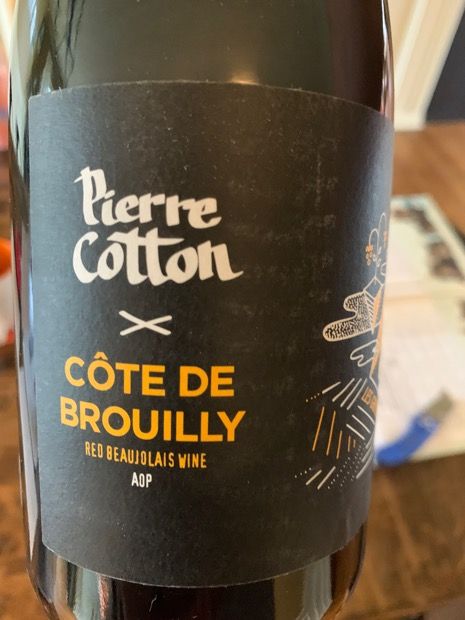 Pierre
Cotton
CÔTE DE
BROUILLY
RED BEAUJOLAIS WINE
AOP